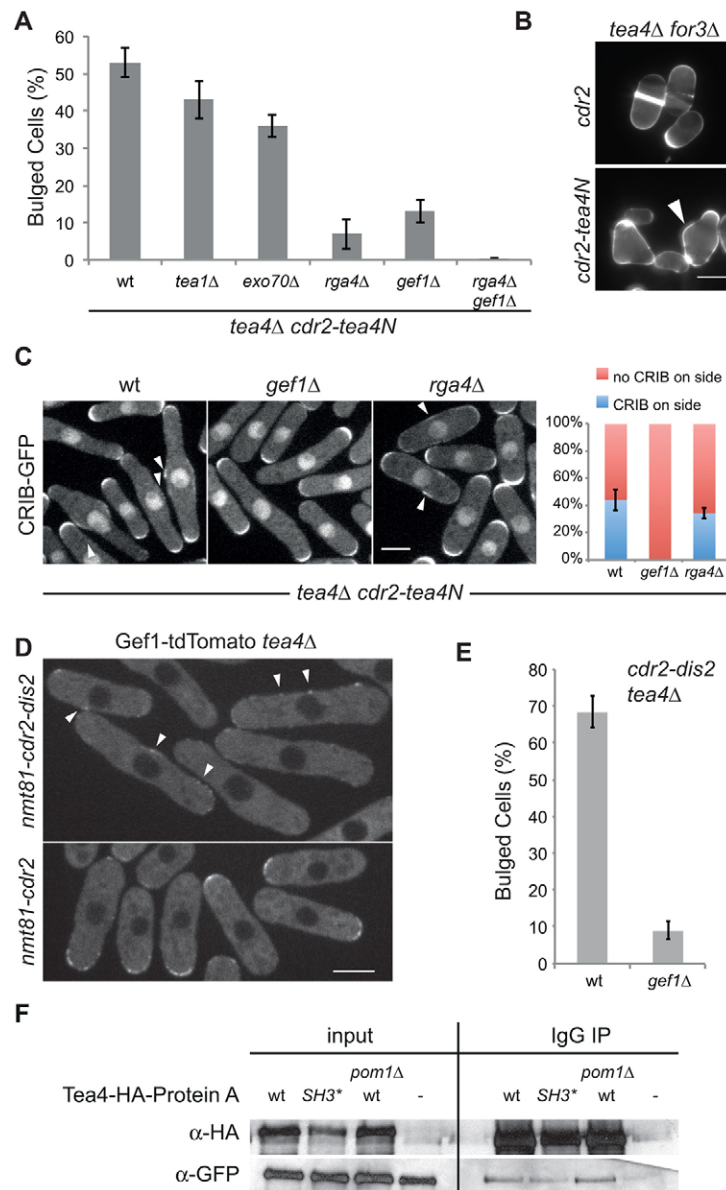 A
Bulged Cells (%)
60
50
40
30
20
10
0
wt tea1Δ exo70Δ rga4Δ gef1Δ rga4Δ gef1Δ
tea4Δ cdr2-tea4N
B
tea4Δ for3Δ
cdr2
cdr2-tea4N
C
wt gef1Δ rga4Δ
CRIB-GFP
no CRIB on side
CRIB on side
100%
80%
60%
40%
20%
0%
wt gef1Δ rga4Δ
tea4Δ cdr2-tea4N
D
Gef1-tdTomato tea4Δ
nmt81-cdr2-dis2
nmt81-cdr2
E
cdr2-dis2
tea4Δ
Bulged Cells (%)
80
70
60
50
40
30
20
10
0
wt gef1Δ
F
input IgG IP
pom1Δ pom1Δ
Tea4-HA-Protein A wt SH3* wt - wt SH3* wt -
α-HA
α-GFP